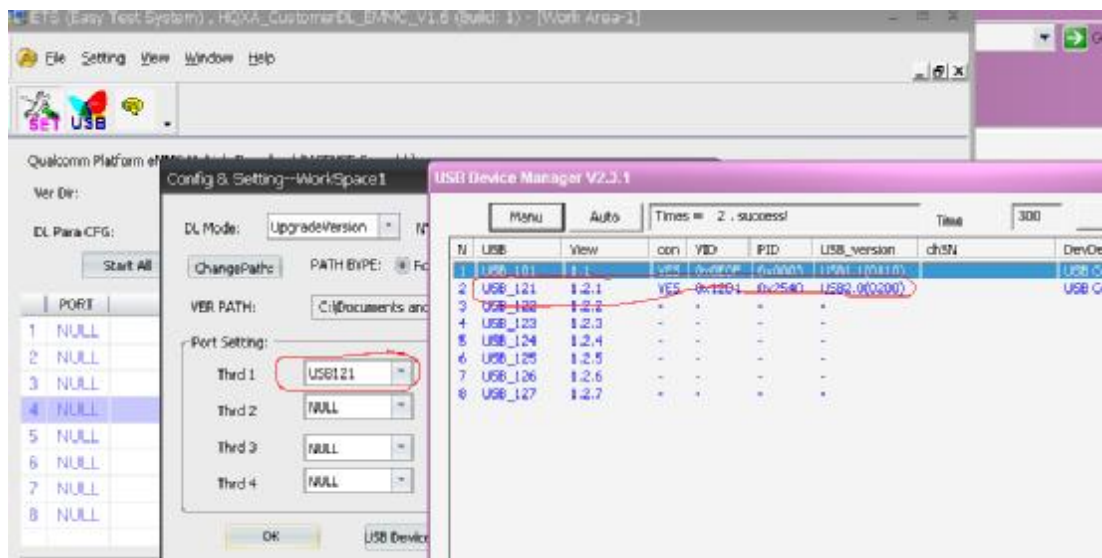 ETS (Easy Test System) , HQXA_CustomerDL_EMMC_V1.6 (Build: 1) - [Work Area-1]
File Setting View Window Help
SET USB
Qualcomm Platform
Ver Dir:
DL Para CFG:
Start All
PORT
1 NULL
2 NULL
3 NULL
4 NULL
5 NULL
6 NULL
7 NULL
8 NULL
Config & Setting--WorkSpace1
DL Mode: UpgradeVersion
ChangePath: PATH BYPE:
VER PATH: C:\Documents and
Port Setting:
Thrd 1 USB121
Thrd 2 NULL
Thrd 3 NULL
Thrd 4 NULL
OK USB Device
USB Device Manager V2.3.1
Manu Auto Times = 2 , success! Time 300
N USB View con VID PID USB_version chSN DevDe
1 USB_101 1.1 YES USB1.1(0110) USB C
2 USB_121 1.2.1 YES 0x1201 0x2540 USB2.0(0200) USB C
3 USB_122 1.2.2 - - - -
4 USB_123 1.2.3 - - - -
5 USB_124 1.2.4 - - - -
6 USB_125 1.2.5 - - - -
7 USB_126 1.2.6 - - - -
8 USB_127 1.2.7 - - - -